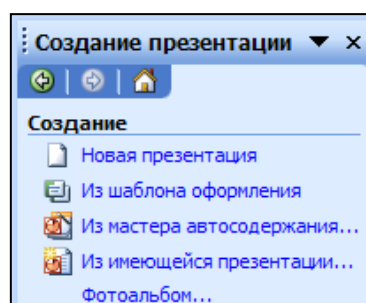 Создание презентации
Создание
Новая презентация
Из шаблона оформления
Из мастера автосодержания...
Из имеющейся презентации...
Фотоальбом...